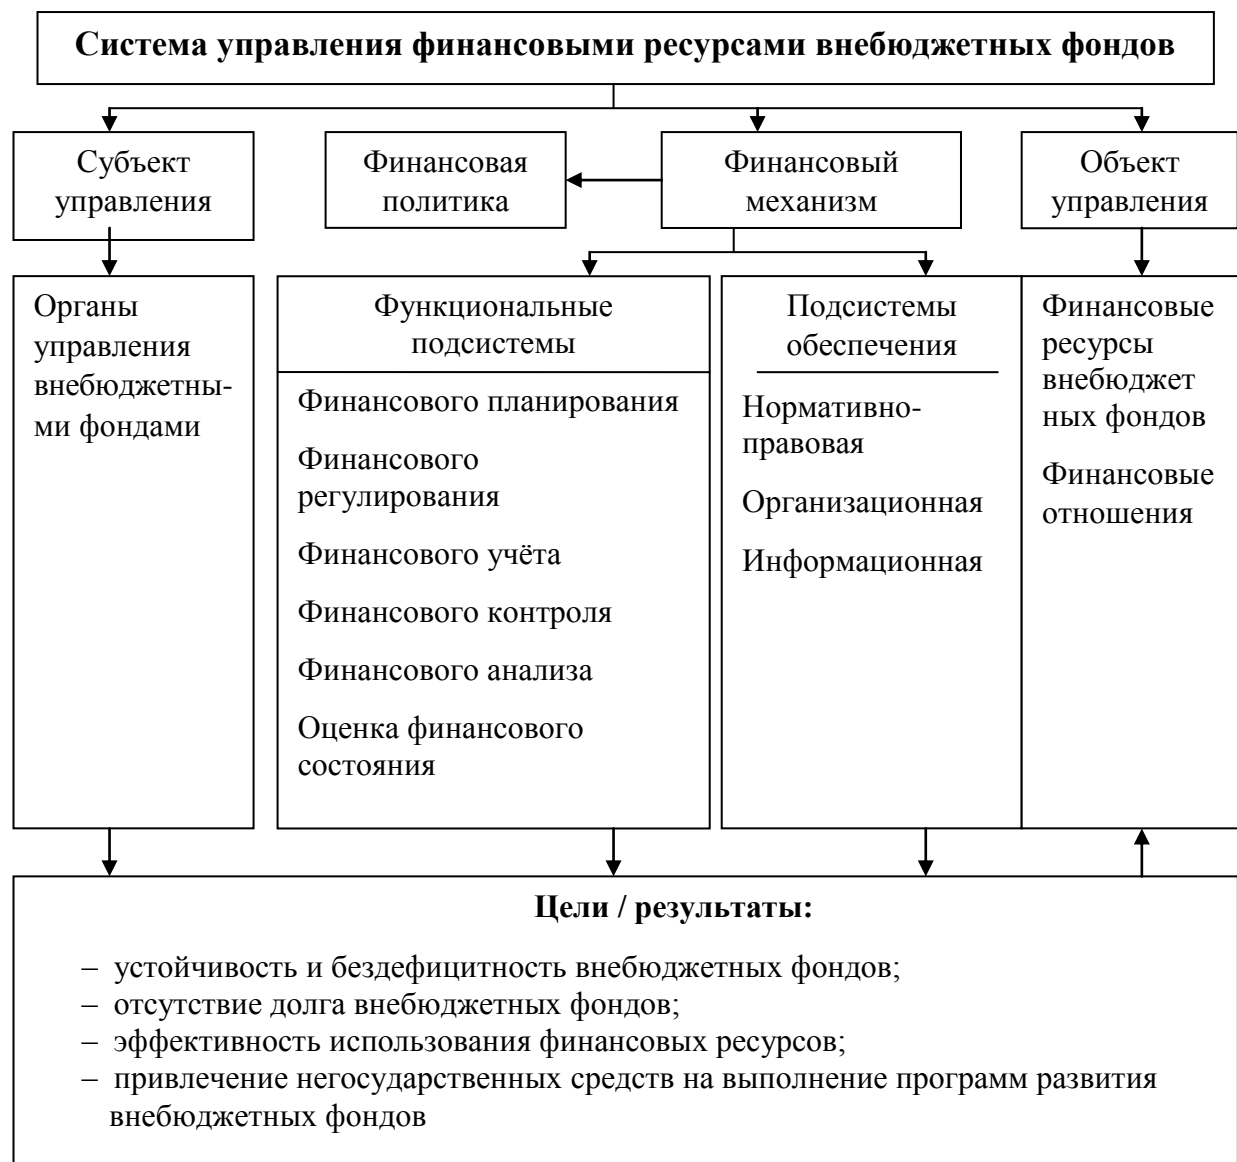 Система управления финансовыми ресурсами внебюджетных фондов
Субъект
управления
Финансовая
политика
Финансовый
механизм
Объект
управления
Органы
управления
внебюджетны-
ми фондами
Функциональные
подсистемы
Финансового планирования
Финансового
регулирования
Финансового учёта
Финансового контроля
Финансового анализа
Оценка финансового
состояния
Подсистемы
обеспечения
Нормативно-
правовая
Организационная
Информационная
Финансовые
ресурсы
внебюджет
ных фондов
Финансовые
отношения
Цели / результаты:
– устойчивость и бездефицитность внебюджетных фондов;
– отсутствие долга внебюджетных фондов;
– эффективность использования финансовых ресурсов;
– привлечение негосударственных средств на выполнение программ развития
внебюджетных фондов